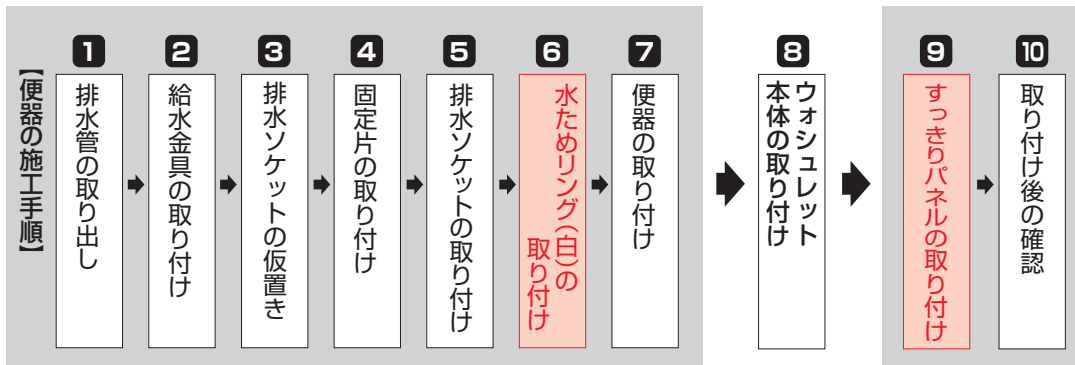 【便器の施工手順】
1
排水管の取り出し
2
給水金具の取り付け
3
排水ソケットの仮置き
4
固定片の取り付け
5
排水ソケットの取り付け
6
水ためリング(白)の
取り付け
7
便器の取り付け
8
ウォシュレット
本体の取り付け
9
すっきりパネルの取り付け
10
取り付け後の確認